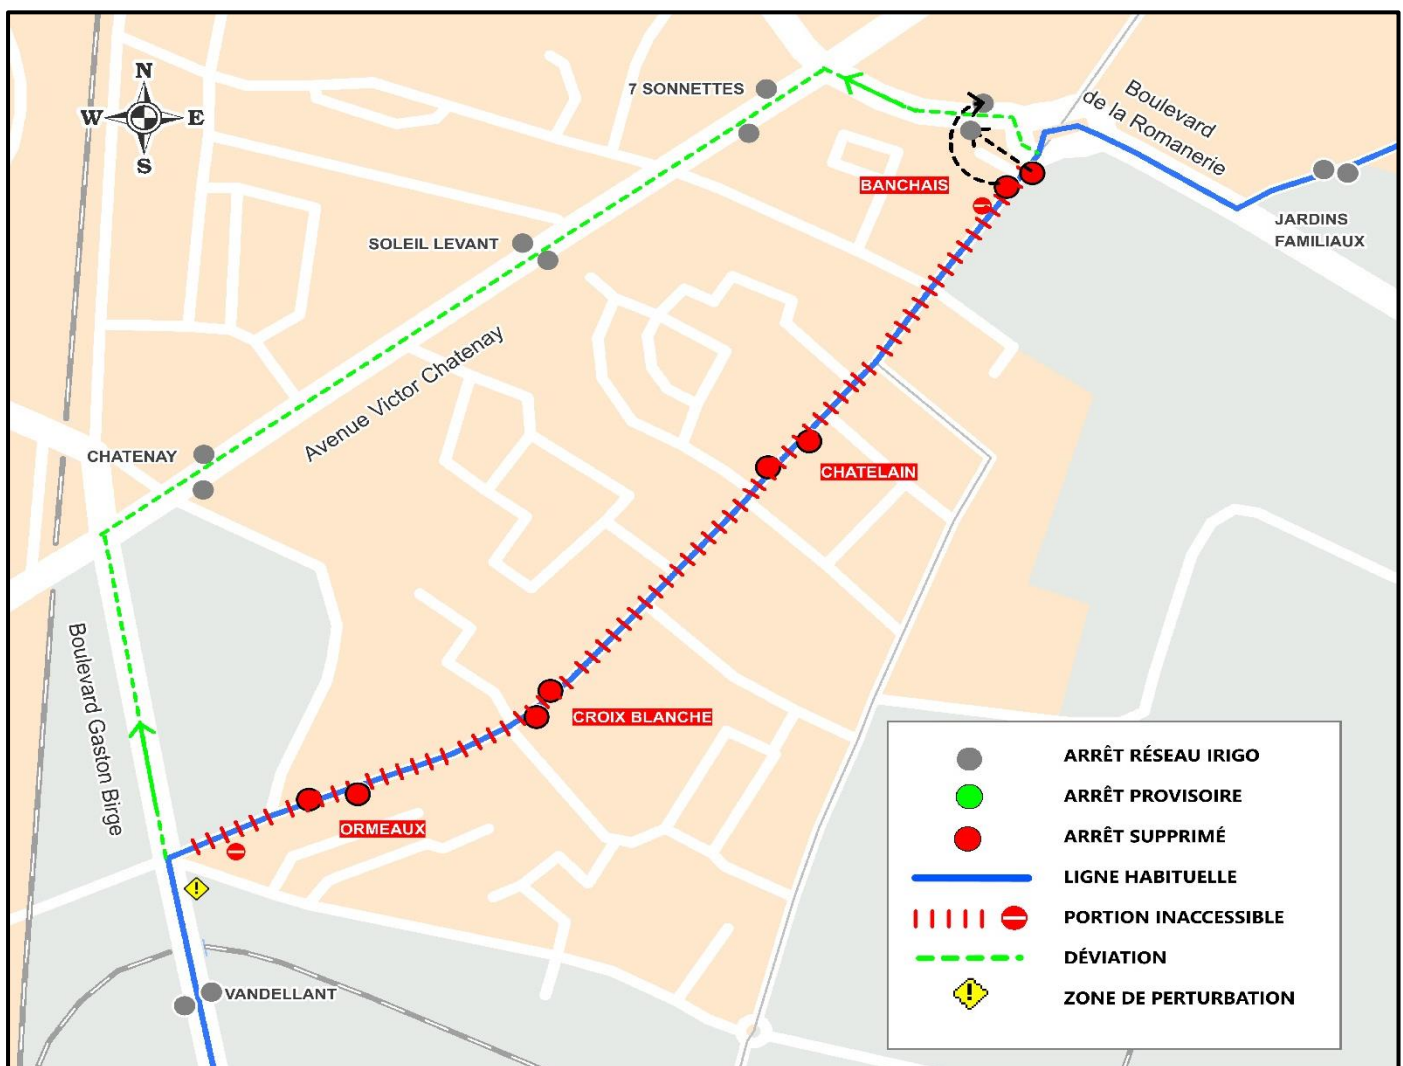 N
W E
S
7 SONNETTES
Boulevard
de la Romanerie
BANCHAIS
JARDINS
FAMILIAUX
SOLEIL LEVANT
Avenue Victor Chatenay
CHATENAY
CHATELAIN
Boulevard Gaston Birge
CROIX BLANCHE
ORMEAUX
VANDELLANT
ARRÊT RÉSEAU IRIGO
ARRÊT PROVISOIRE
ARRÊT SUPPRIMÉ
LIGNE HABITUELLE
PORTION INACCESSIBLE
DÉVIATION
! ZONE DE PERTURBATION